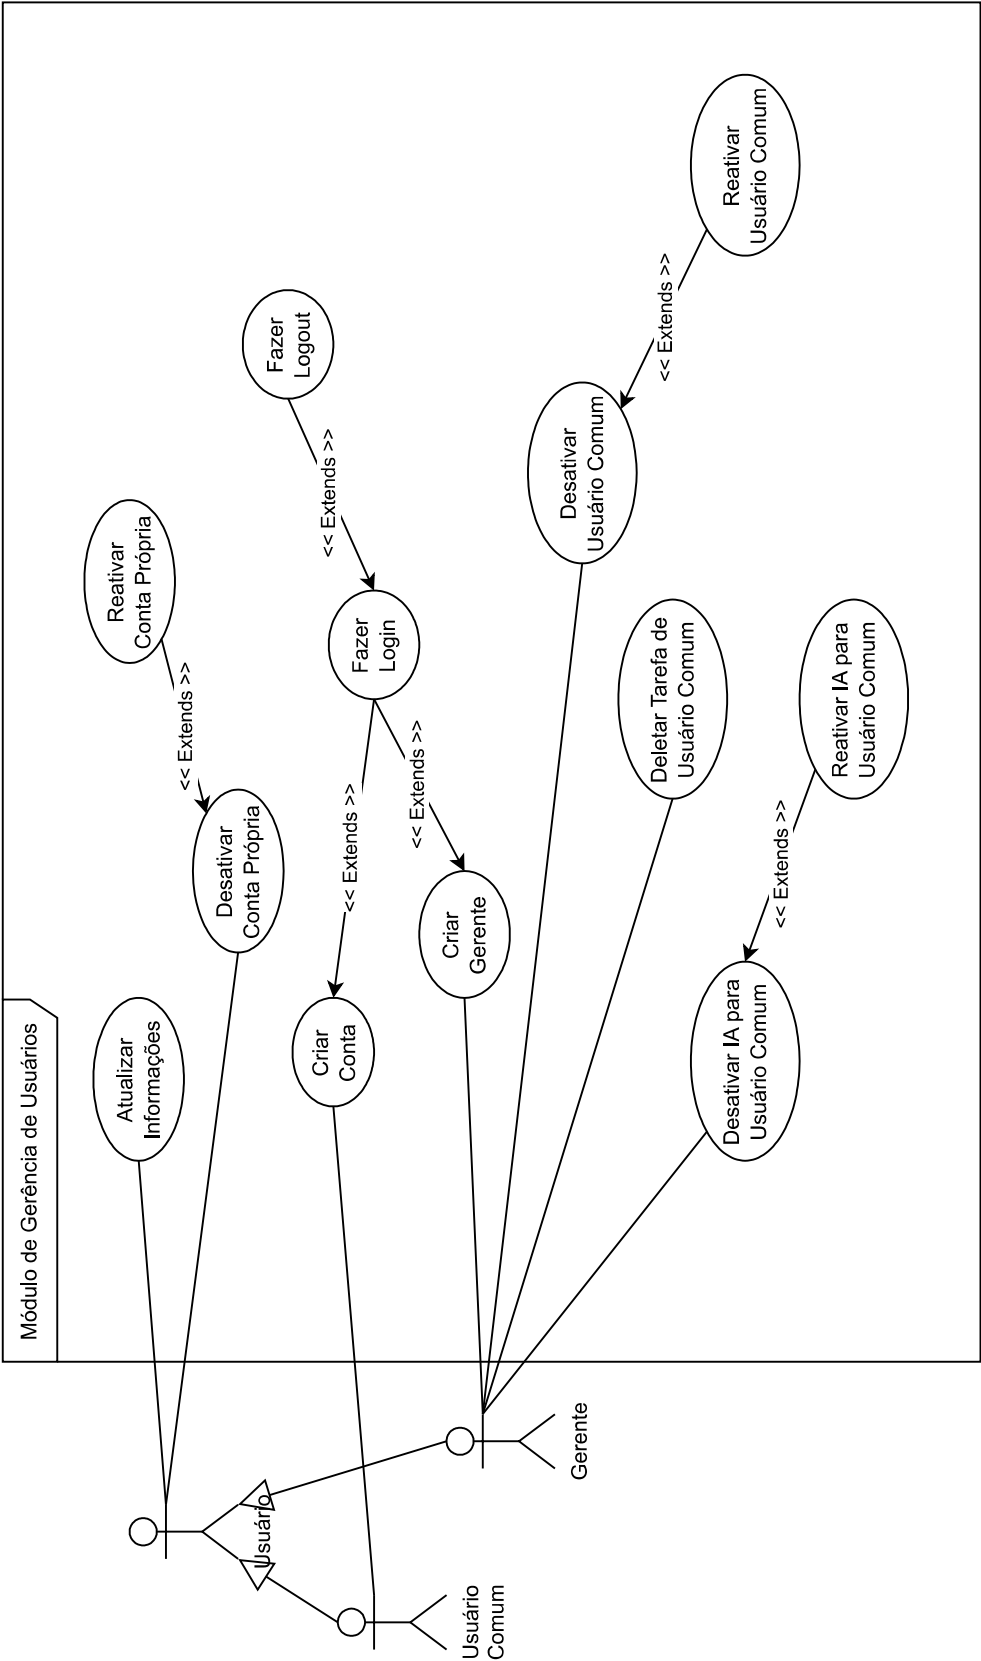 Módulo de Gerência de Usuários
Atualizar
Informações
Desativar
Conta Própria
<< Extends >>
Reativar
Conta Própria
Criar
Conta
<< Extends >>
Fazer
Login
<< Extends >>
Fazer
Logout
<< Extends >>
Criar
Gerente
Desativar
Usuário Comum
<< Extends >>
Reativar
Usuário Comum
Deletar Tarefa de
Usuário Comum
Desativar IA para
Usuário Comum
<< Extends >>
Reativar IA para
Usuário Comum
Usuário
Usuário
Comum
Gerente